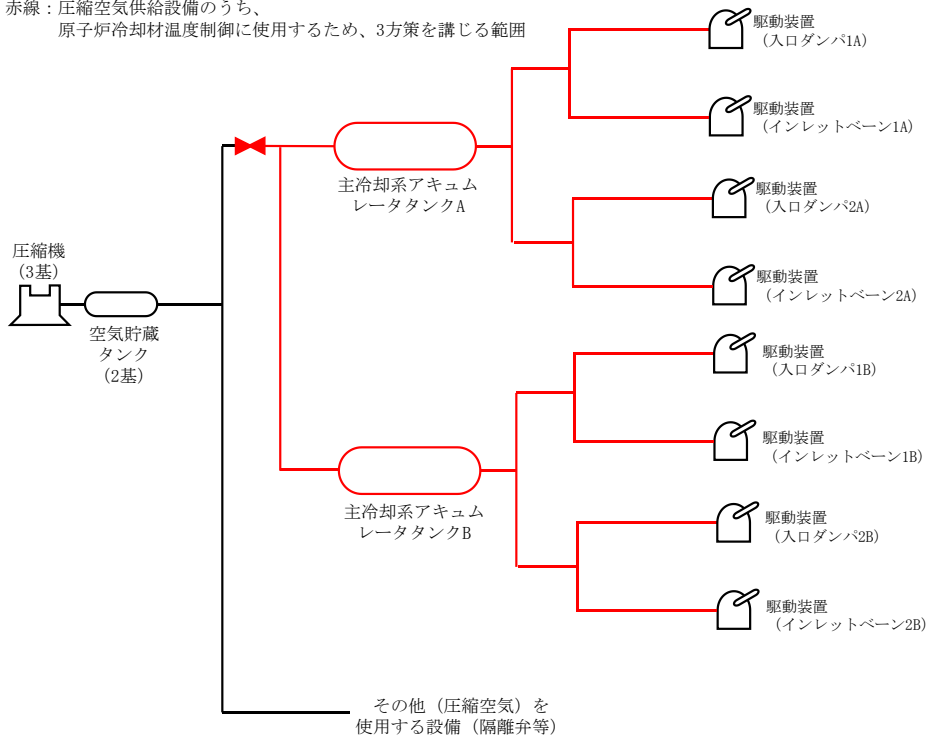 赤線：圧縮空気供給設備のうち、
原子炉冷却材温度制御に使用するため、3方策を講じる範囲
駆動装置
（入口ダンパ1A）
駆動装置
（インレットベーン1A）
主冷却系アキュム
レータタンクA
駆動装置
（入口ダンパ2A）
圧縮機
（3基）
駆動装置
（インレットベーン2A）
空気貯蔵
タンク
（2基）
駆動装置
（入口ダンパ1B）
駆動装置
（インレットベーン1B）
主冷却系アキュム
レータタンクB
駆動装置
（入口ダンパ2B）
駆動装置
（インレットベーン2B）
その他（圧縮空気）を
使用する設備（隔離弁等）